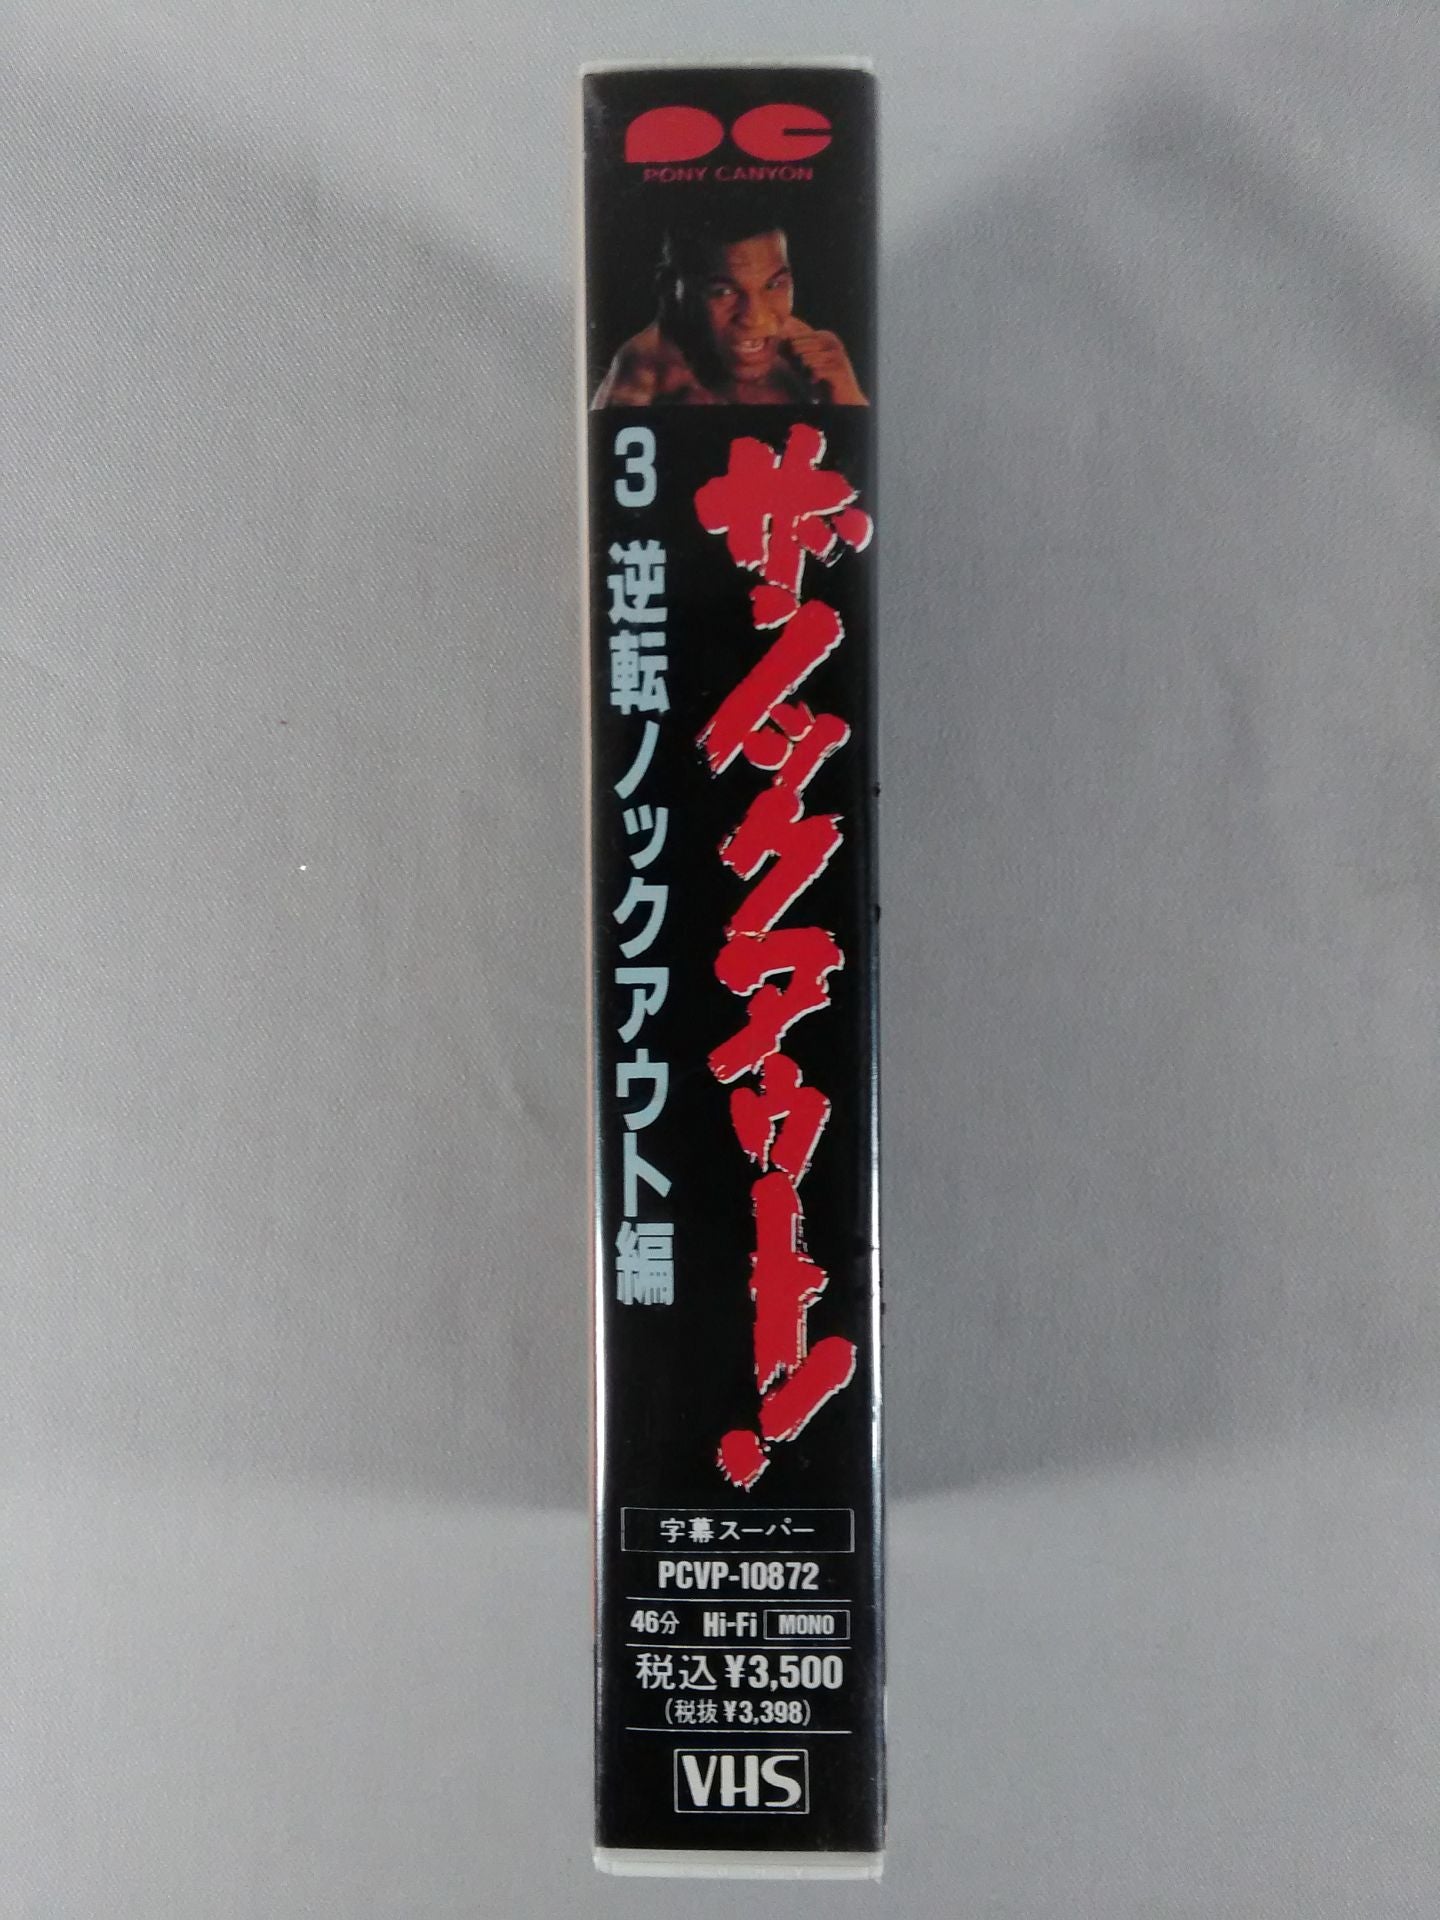 PC
PONY CANYON
ザ・ノックアウト!
3 逆転ノックアウト編
字幕スーパー
PCVP-10872
46分 Hi-Fi MONO
税込¥3,500
(税抜¥3,398)
VHS